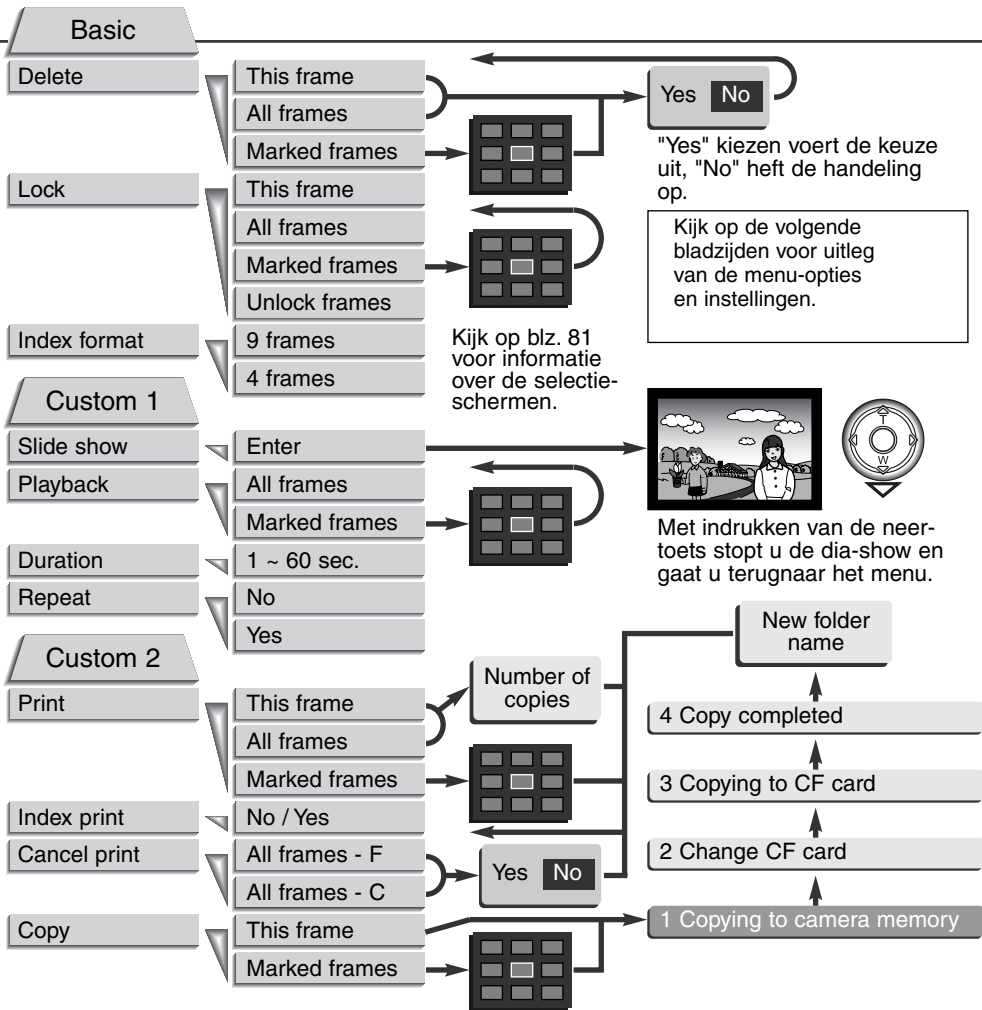 Basic
Delete
This frame
All frames
Marked frames
Yes No
"Yes" kiezen voert de keuze
uit, "No" heft de handeling
op.
Lock
This frame
All frames
Marked frames
Unlock frames
Kijk op de volgende
bladzijden voor uitleg
van de menu-opties
en instellingen.
Index format
9 frames
4 frames
Kijk op blz. 81
voor informatie
over de selectie-
schermen.
Custom 1
Slide show
Enter
Playback
All frames
Marked frames
Duration
1 ~ 60 sec.
Repeat
No
Yes
T
W
Met indrukken van de neer-
toets stopt u de dia-show en
gaat u terugnaar het menu.
Custom 2
Print
This frame
All frames
Marked frames
Number of
copies
Index print
No / Yes
Cancel print
All frames - F
All frames - C
Yes No
Copy
This frame
Marked frames
New folder
name
4 Copy completed
3 Copying to CF card
2 Change CF card
1 Copying to camera memory